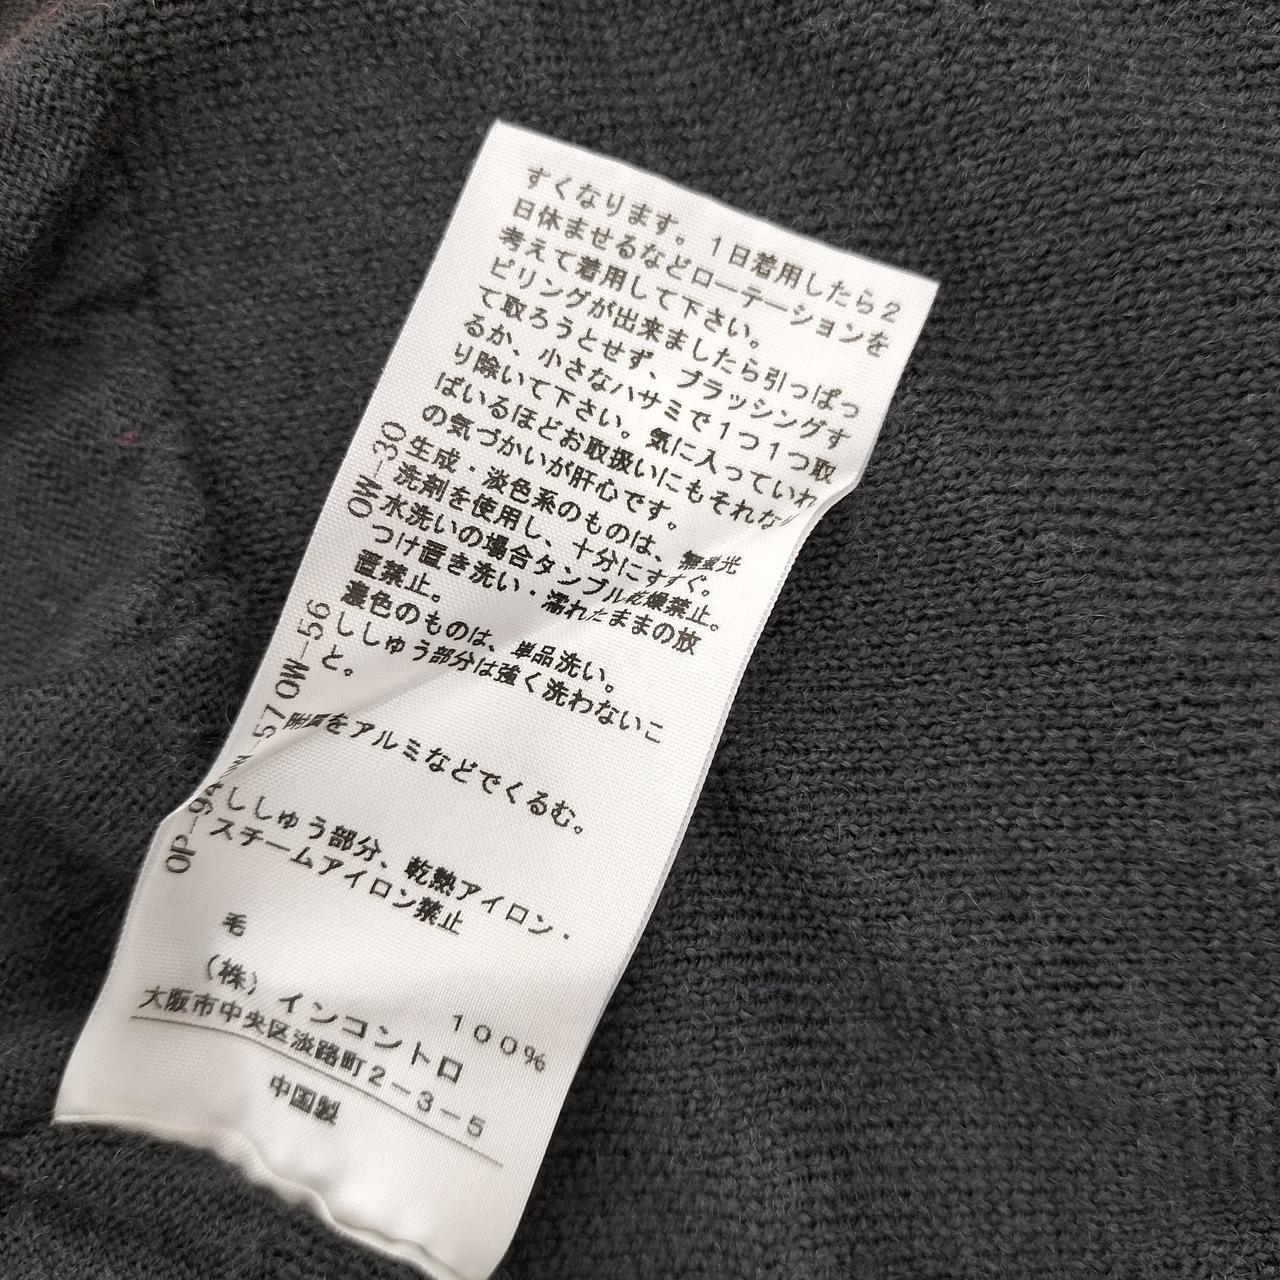 すくなります。1日着用したら2
日休ませるなどローテーションを
考えて着用して下さい。
ピリングが出来ましたら引っぱっ
て取ろうとせず、ブラッシングす
るか、小さなハサミで1つ1つ取
り除いて下さい。気に入っていれ
ばいるほどお取扱いにもそれなり
の気づかいが肝心です。
生成・淡色系のものは、無蛍光
洗剤を使用し、十分にすすぐ。
水洗いの場合タンブル乾燥禁止。
つけ置き洗い・濡れたままの放
置禁止。
濃色のものは、単品洗い。
ししゅう部分は強く洗わないこ
と。
附属をアルミなどでくるむ。
ししゅう部分、乾熱アイロン・
スチームアイロン禁止
OW-30
OW-56
-57
OP-9A
毛 100%
(株)インコントロ
大阪市中央区淡路町2-3-5
中国製